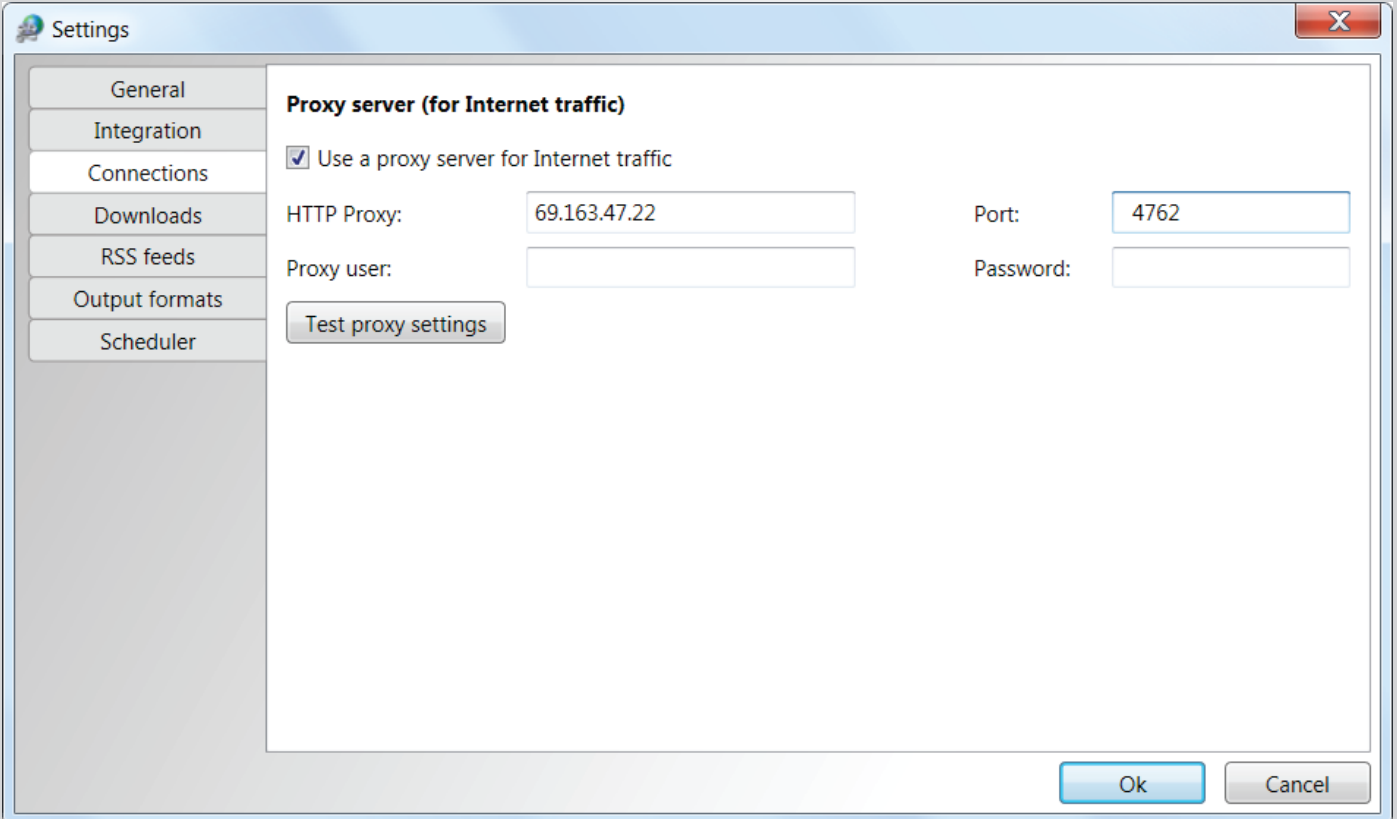 Settings
General
Integration
Connections
Downloads
RSS feeds
Output formats
Scheduler
Proxy server (for Internet traffic)
Use a proxy server for Internet traffic
HTTP Proxy: 69.163.47.22 Port: 4762
Proxy user: Password:
Test proxy settings
Ok Cancel